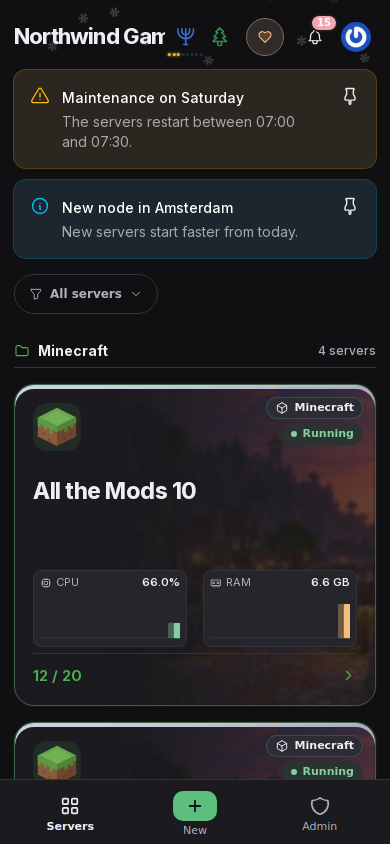 Northwind Gam
15
Maintenance on Saturday
The servers restart between 07:00
and 07:30.
New node in Amsterdam
New servers start faster from today.
All servers
Minecraft
4 servers
Minecraft
Running
All the Mods 10
CPU
66.0%
RAM
6.6 GB
12 / 20
Minecraft
Running
Servers
New
Admin